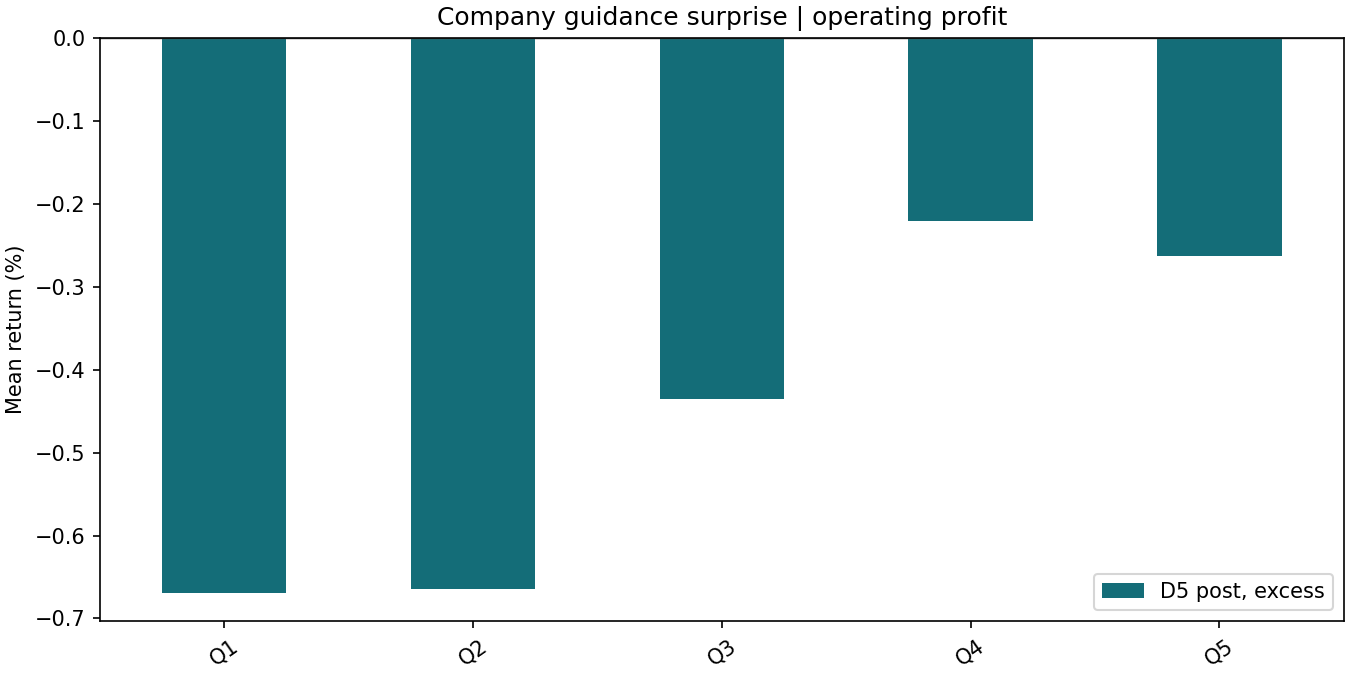 Company guidance surprise | operating profit
Mean return (%)
0.0
−0.1
−0.2
−0.3
−0.4
−0.5
−0.6
−0.7
D5 post, excess
Q1
Q2
Q3
Q4
Q5